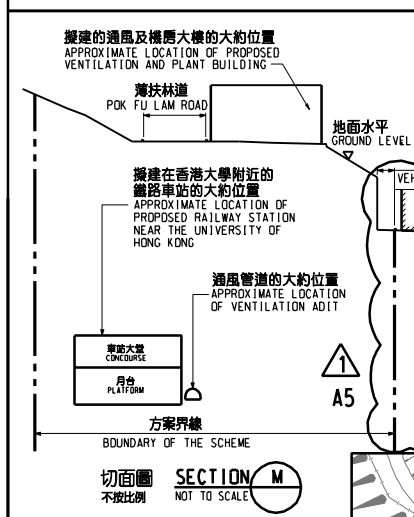 擬建的通風及機房大樓的大約位置
APPROXIMATE LOCATION OF PROPOSED
VENTILATION AND PLANT BUILDING
薄扶林道
POK FU LAM ROAD
地面水平
GROUND LEVEL
VEH
擬建在香港大學附近的
鐵路車站的大約位置
APPROXIMATE LOCATION OF
PROPOSED RAILWAY STATION
NEAR THE UNIVERSITY OF
HONG KONG
通風管道的大約位置
APPROXIMATE LOCATION
OF VENTILATION ADIT
車站大堂
CONCOURSE
月台
PLATFORM
1
A5
方案界線
BOUNDARY OF THE SCHEME
切面圖 SECTION M
不按比例 NOT TO SCALE